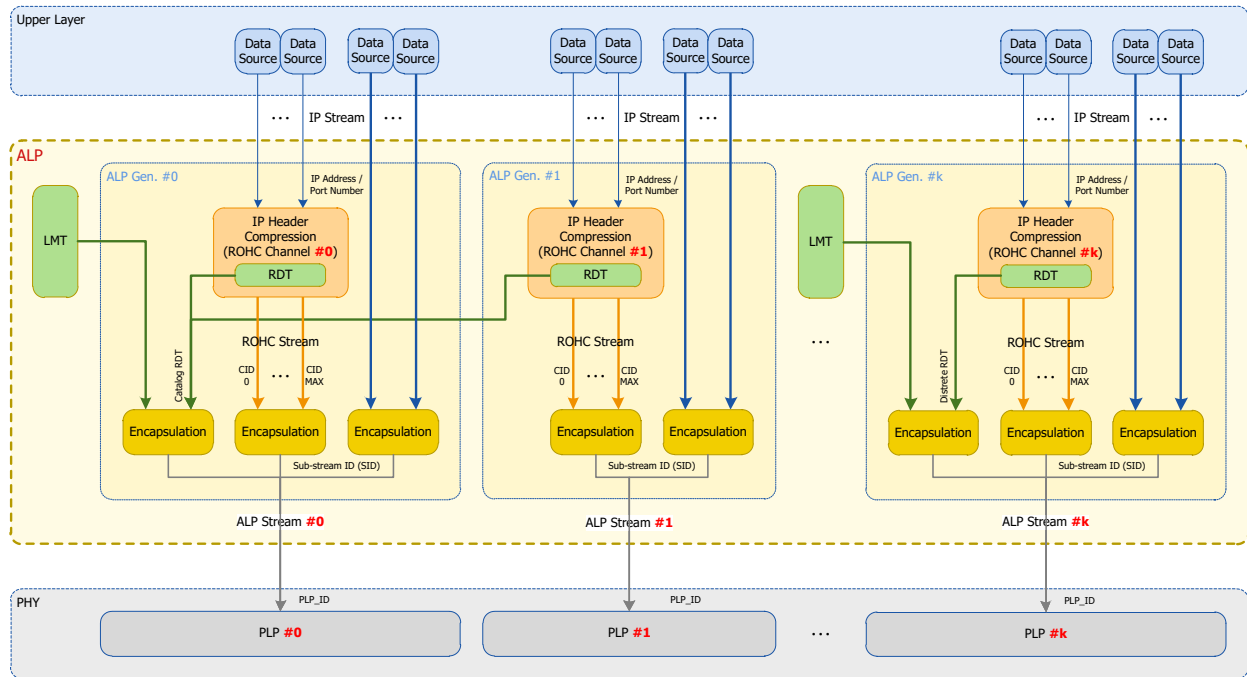 Upper Layer
Data
Source
Data
Source
Data
Source
Data
Source
Data
Source
Data
Source
Data
Source
Data
Source
Data
Source
Data
Source
Data
Source
Data
Source
... IP Stream ...
... IP Stream ...
... IP Stream ...
ALP
ALP Gen. #0
ALP Gen. #1
ALP Gen. #k
IP Address /
Port Number
IP Address /
Port Number
IP Address /
Port Number
LMT
IP Header
Compression
(ROHC Channel #0)
RDT
IP Header
Compression
(ROHC Channel #1)
RDT
LMT
IP Header
Compression
(ROHC Channel #k)
RDT
ROHC Stream
ROHC Stream
...
ROHC Stream
Catalog RDT
CID
0
...
CID
MAX
CID
0
...
CID
MAX
Distrete RDT
CID
0
...
CID
MAX
Encapsulation
Encapsulation
Encapsulation
Encapsulation
Encapsulation
Encapsulation
Encapsulation
Encapsulation
Sub-stream ID (SID)
Sub-stream ID (SID)
Sub-stream ID (SID)
ALP Stream #0
ALP Stream #1
ALP Stream #k
PHY
PLP_ID
PLP_ID
PLP_ID
PLP #0
PLP #1
...
PLP #k